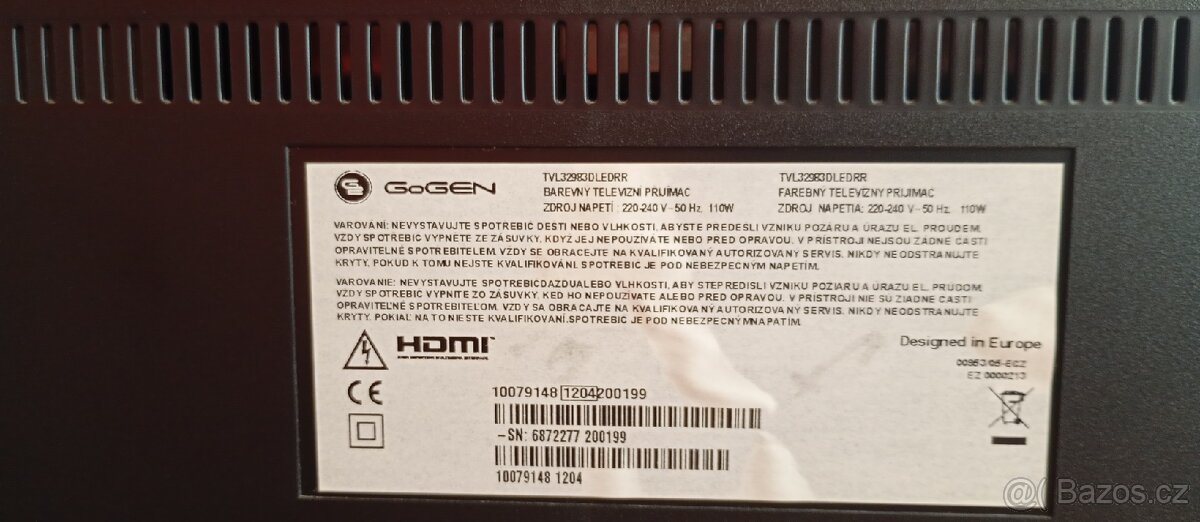 GoGEN
TVL32983DLEDRR
BAREVNY TELEVIZNI PRIJIMAC
ZDROJ NAPETI: 220-240 V~50 Hz, 110W
TVL32983DLEDRR
FAREBNY TELEVIZNY PRIJIMAC
ZDROJ NAPETIA: 220-240 V~50 Hz, 110W
VAROVANI: NEVYSTAVUJTE SPOTREBIC DESTI NEBO VLHKOSTI, ABYSTE PREDESLI VZNIKU POZARU A URAZU EL. PROUDEM.
VZDY SPOTREBIC VYPNETE ZE ZASUVKY, KDYZ JEJ NEPOUZIVATE NEBO PRED OPRAVOU. V PRISTROJI NEJSOU ZADNE CASTI
OPRAVITELNE SPOTREBITELEM. VZDY SE OBRACEJTE NA KVALIFIKOVANY AUTORIZOVANY SERVIS. NIKDY NEODSTRANUJTE
KRYTY, POKUD K TOMU NEJSTE KVALIFIKOVANI. SPOTREBIC JE POD NEBEZPECNYM NAPETIM.
VAROVANIE: NEVYSTAVUJTE SPOTREBIC DAZDU ALEBO VLHKOSTI, ABY STE PREDISLI VZNIKU POZIARU A URAZU EL. PRUDOM.
VZDY SPOTREBIC VYPNITE ZO ZASUVKY, KED HO NEPOUZIVATE ALEBO PRED OPRAVOU. V PRISTROJI NIE SU ZIADNE CASTI
OPRAVITELNE SPOTREBITEL'OM. VZDY SA OBRACAJTE NA KVALIFIKOVANY AUTORIZOVANY SERVIS. NIKDY NEODSTRANUJTE
KRYTY, POKIAL' NA TO NIE STE KVALIFIKOVANI. SPOTREBIC JE POD NEBEZPECNYM NAPATIM.
HDMI
Designed in Europe
EZ 0000213
CE
10079148 1204 200199
-SN: 6872277 200199
10079148 1204
Bazos.cz